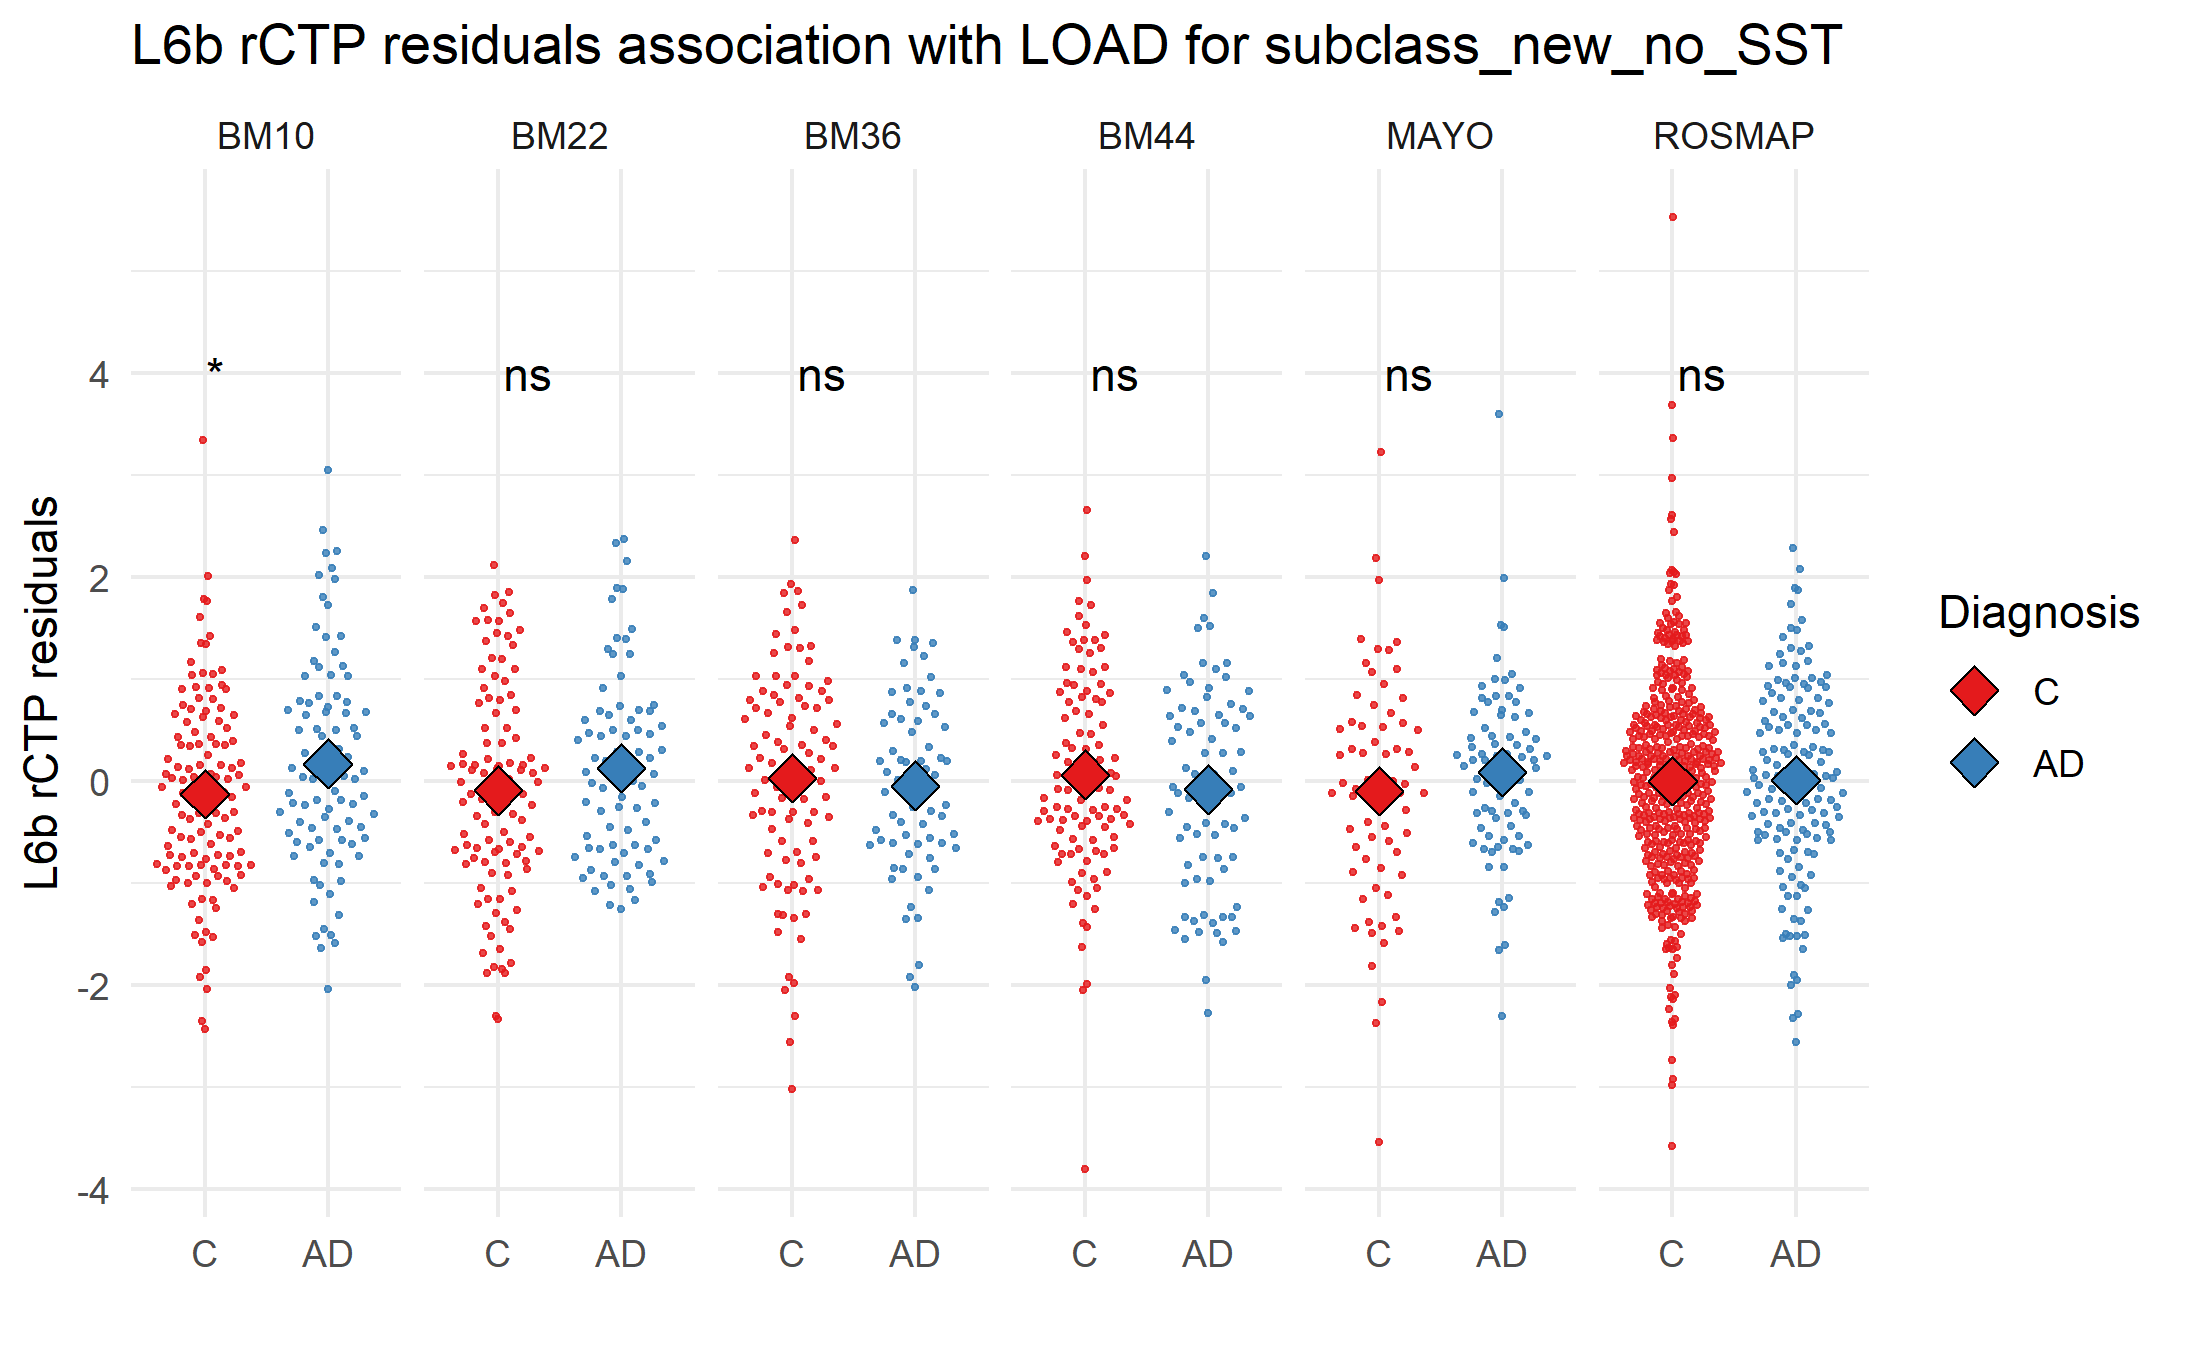 L6b rCTP residuals association with LOAD for subclass_new_no_SST
BM10 BM22 BM36 BM44 MAYO ROSMAP
* ns ns ns ns ns
4
2
0
-2
-4
L6b rCTP residuals
C AD C AD C AD C AD C AD C AD
Diagnosis
C
AD